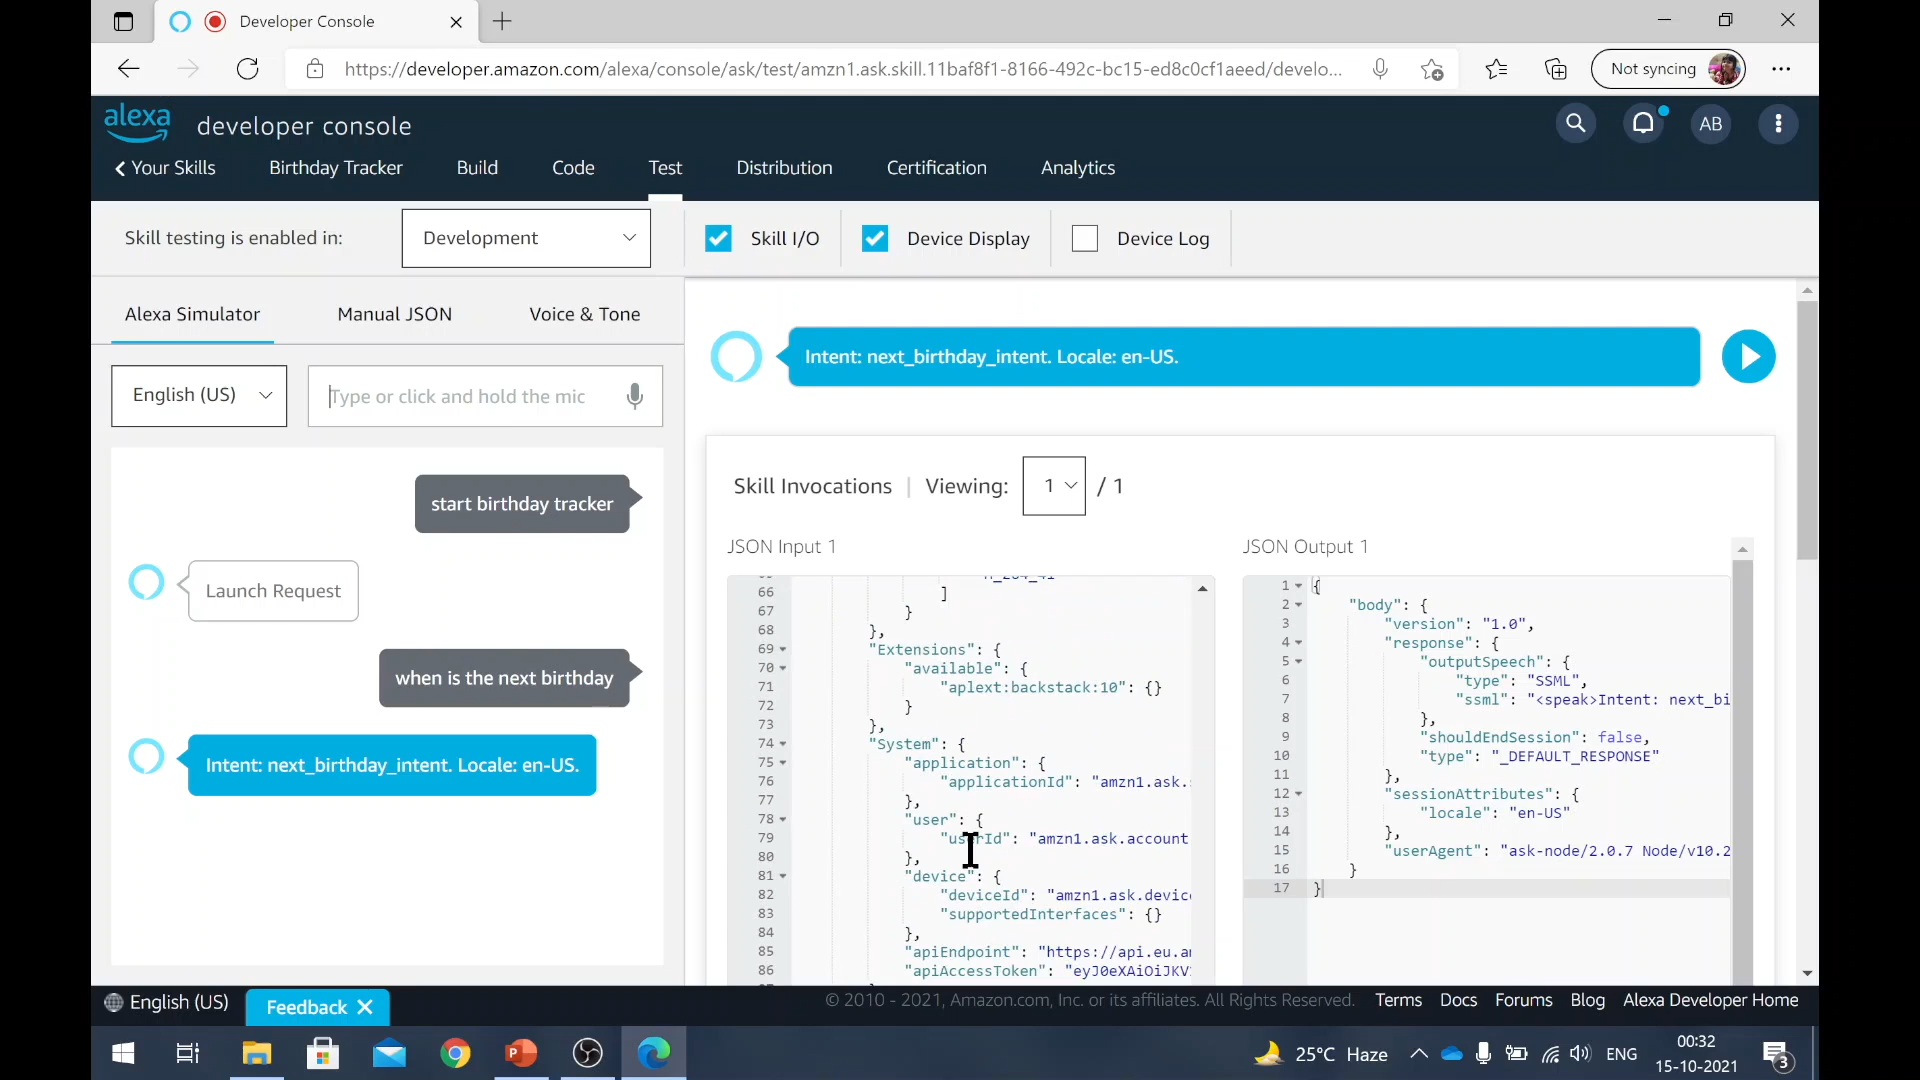 Developer Console
https://developer.amazon.com/alexa/console/ask/test/amzn1.ask.skill.11baf8f1-8166-492c-bc15-ed8c0cf1aeed/develo...
Not syncing
alexa developer console
AB
Your Skills Birthday Tracker Build Code Test Distribution Certification Analytics
Skill testing is enabled in: Development Skill I/O Device Display Device Log
Alexa Simulator Manual JSON Voice & Tone
Intent: next_birthday_intent. Locale: en-US.
English (US) Type or click and hold the mic
start birthday tracker
Launch Request
when is the next birthday
Intent: next_birthday_intent. Locale: en-US.
Skill Invocations | Viewing: 1 / 1
JSON Input 1
66 ]
67 }
68 },
69 "Extensions": {
70 "available": {
71 "aplext:backstack:10": {}
72 }
73 },
74 "System": {
75 "application": {
76 "applicationId": "amzn1.ask.
77 },
78 "user": {
79 "userId": "amzn1.ask.account
80 },
81 "device": {
82 "deviceId": "amzn1.ask.devic
83 "supportedInterfaces": {}
84 },
85 "apiEndpoint": "https://api.eu.
86 "apiAccessToken": "eyJ0eXAiOiJKV
JSON Output 1
1 {
2 "body": {
3 "version": "1.0",
4 "response": {
5 "outputSpeech": {
6 "type": "SSML",
7 "ssml": "<speak>Intent: next_bi
8 },
9 "shouldEndSession": false,
10 "type": "_DEFAULT_RESPONSE"
11 },
12 "sessionAttributes": {
13 "locale": "en-US"
14 },
15 "userAgent": "ask-node/2.0.7 Node/v10.2
16 }
17 }
English (US) Feedback © 2010 - 2021, Amazon.com, Inc. or its affiliates. All Rights Reserved. Terms Docs Forums Blog Alexa Developer Home
25°C Haze ENG 00:32
15-10-2021
3